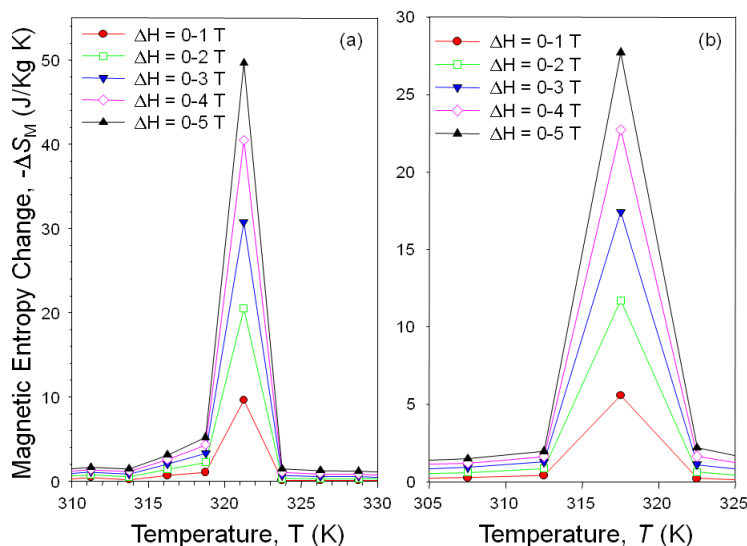 Magnetic Entropy Change, -ΔS_M (J/Kg K)
(a)
ΔH = 0-1 T
ΔH = 0-2 T
ΔH = 0-3 T
ΔH = 0-4 T
ΔH = 0-5 T
50
40
30
20
10
0
310 315 320 325 330
Temperature, T (K)
(b)
ΔH = 0-1 T
ΔH = 0-2 T
ΔH = 0-3 T
ΔH = 0-4 T
ΔH = 0-5 T
30
25
20
15
10
5
0
305 310 315 320 325
Temperature, T (K)